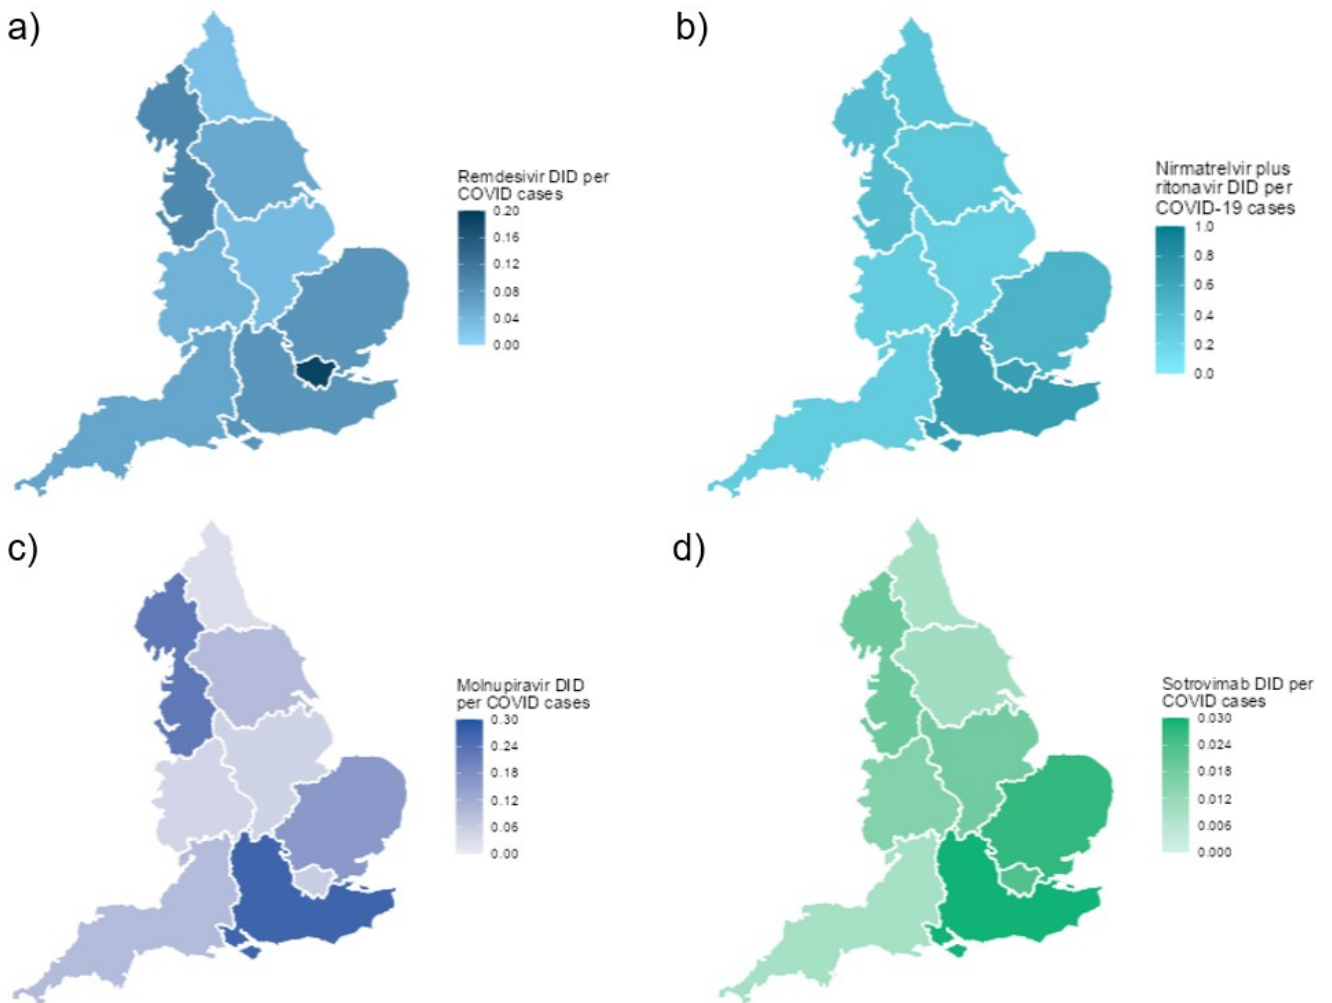 a)
b)
Remdesivir DID per
COVID cases
0.20
0.16
0.12
0.08
0.04
0.00
Nirmatrelvir plus
ritonavir DID per
COVID-19 cases
1.0
0.8
0.6
0.4
0.2
0.0
c)
d)
Molnupiravir DID
per COVID cases
0.30
0.24
0.18
0.12
0.06
0.00
Sotrovimab DID per
COVID cases
0.030
0.024
0.018
0.012
0.006
0.000